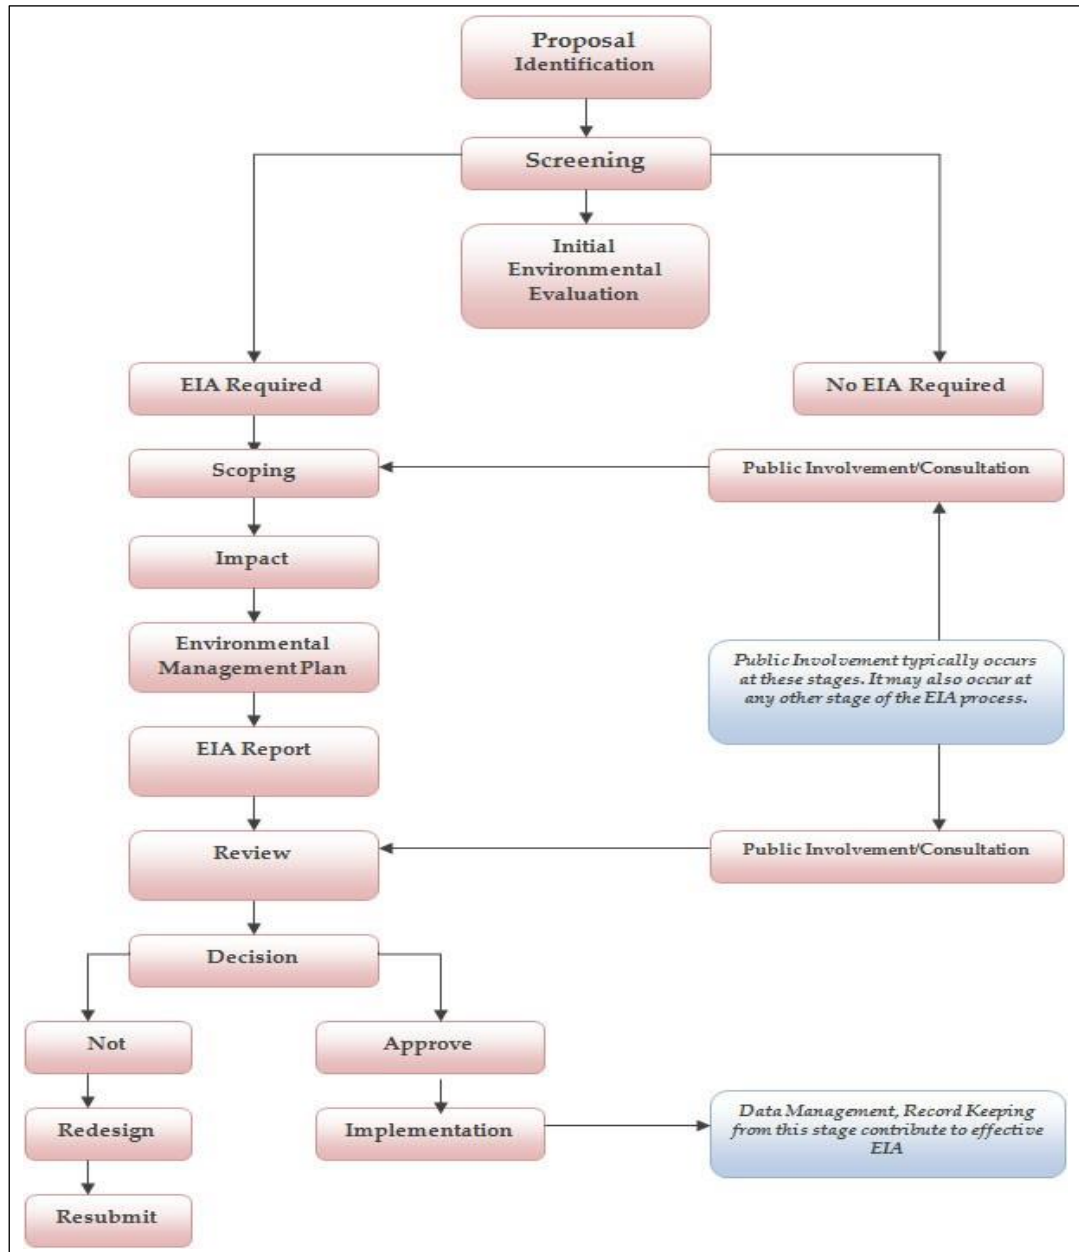 Proposal
Identification
Screening
Initial
Environmental
Evaluation
EIA Required
No EIA Required
Scoping
Public Involvement/Consultation
Impact
Environmental
Management Plan
Public Involvement typically occurs
at these stages. It may also occur at
any other stage of the EIA process.
EIA Report
Review
Public Involvement/Consultation
Decision
Not
Approve
Redesign
Implementation
Data Management, Record Keeping
from this stage contribute to effective
EIA
Resubmit